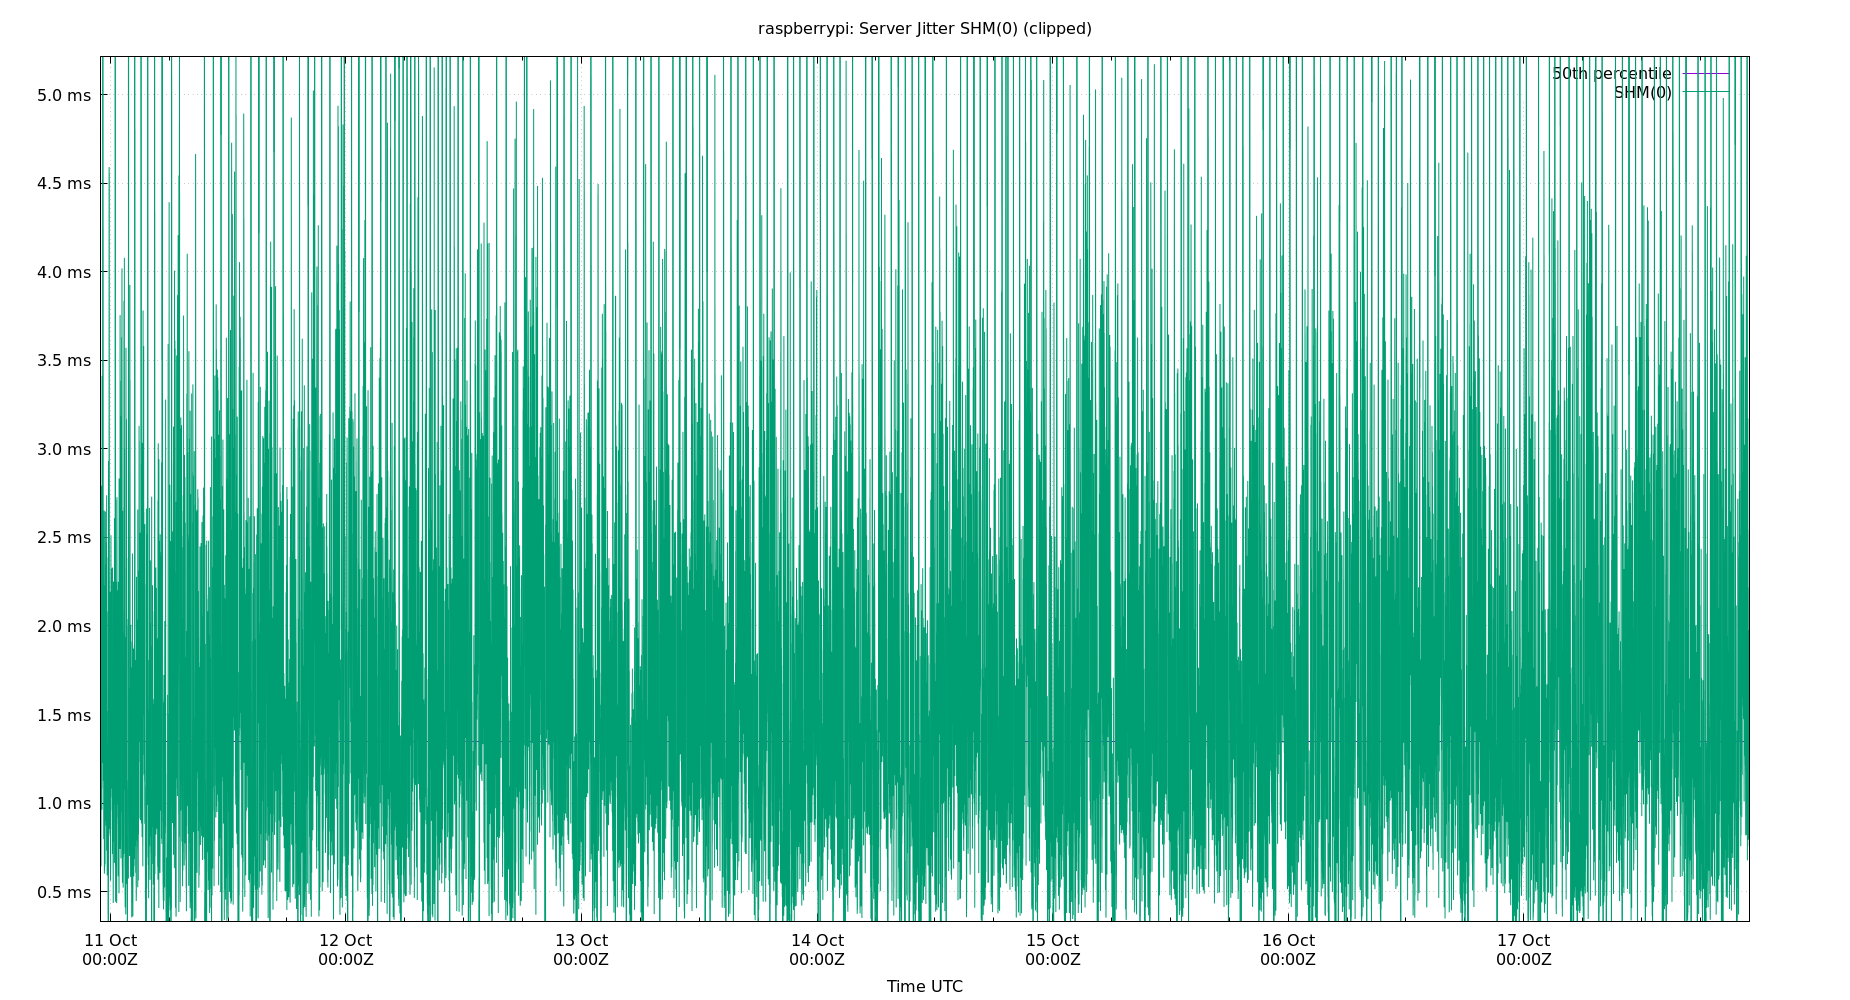 raspberrypi: Server Jitter SHM(0) (clipped)
50th percentile
SHM(0)
5.0 ms
4.5 ms
4.0 ms
3.5 ms
3.0 ms
2.5 ms
2.0 ms
1.5 ms
1.0 ms
0.5 ms
11 Oct 12 Oct 13 Oct 14 Oct 15 Oct 16 Oct 17 Oct
00:00Z 00:00Z 00:00Z 00:00Z 00:00Z 00:00Z 00:00Z
Time UTC